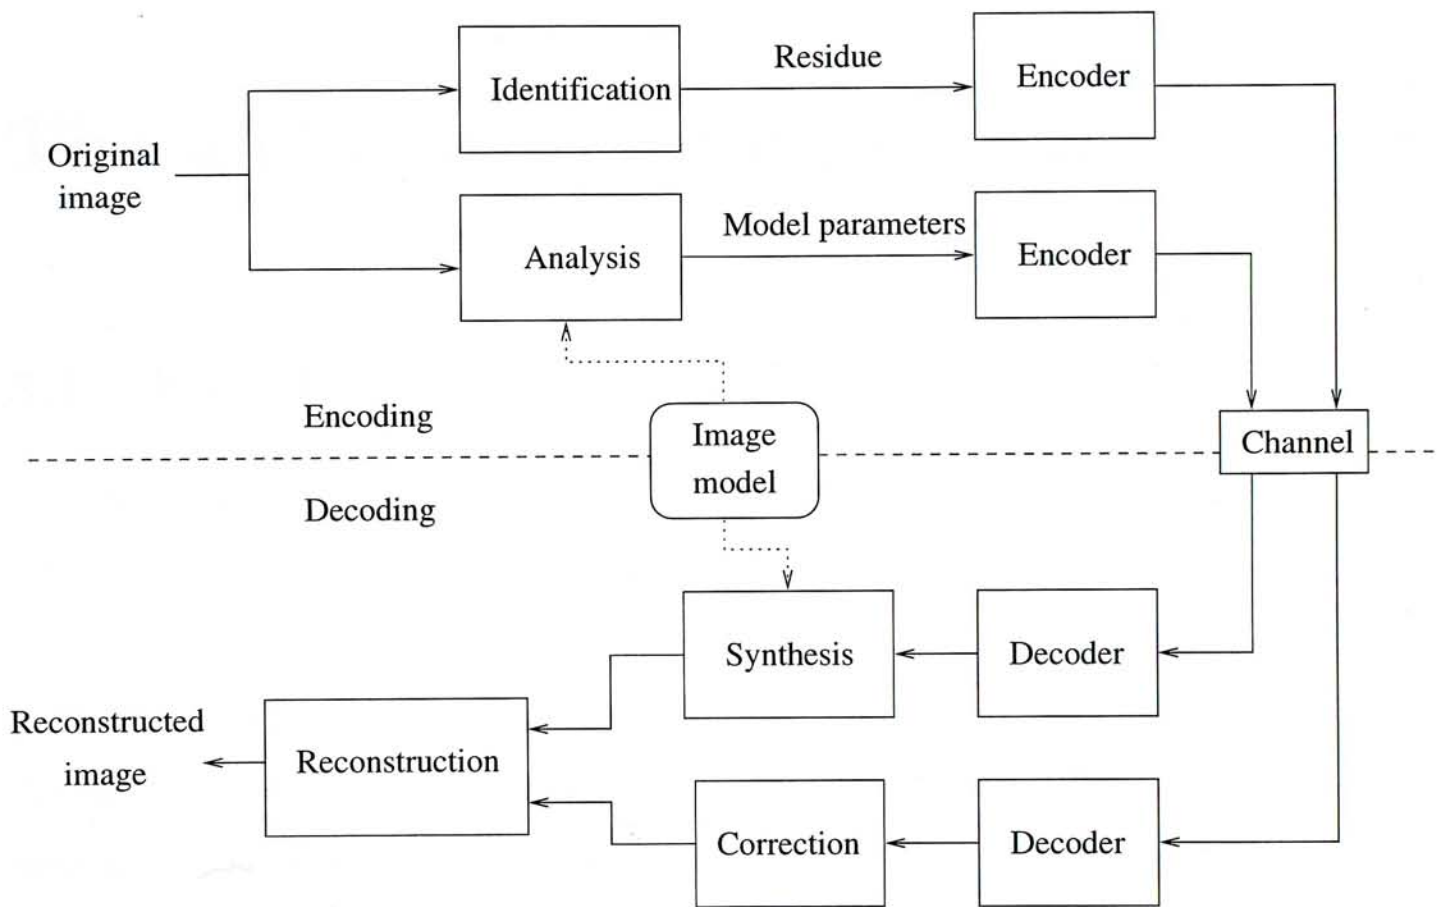 Residue
Identification
Encoder
Original
image
Model parameters
Analysis
Encoder
Encoding
Image
model
Channel
Decoding
Synthesis
Decoder
Reconstructed
image
Reconstruction
Correction
Decoder